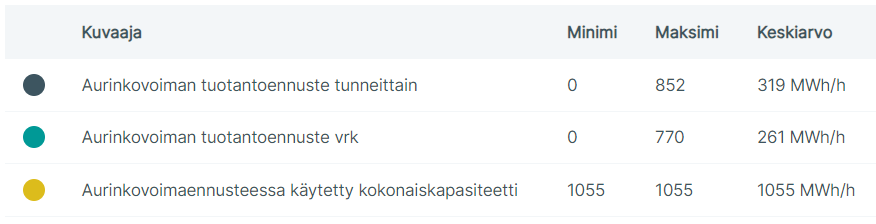 Kuvaaja Minimi Maksimi Keskiarvo
Aurinkovoiman tuotantoennuste tunneittain 0 852 319 MWh/h
Aurinkovoiman tuotantoennuste vrk 0 770 261 MWh/h
Aurinkovoimaennusteessa käytetty kokonaiskapasiteetti 1055 1055 1055 MWh/h